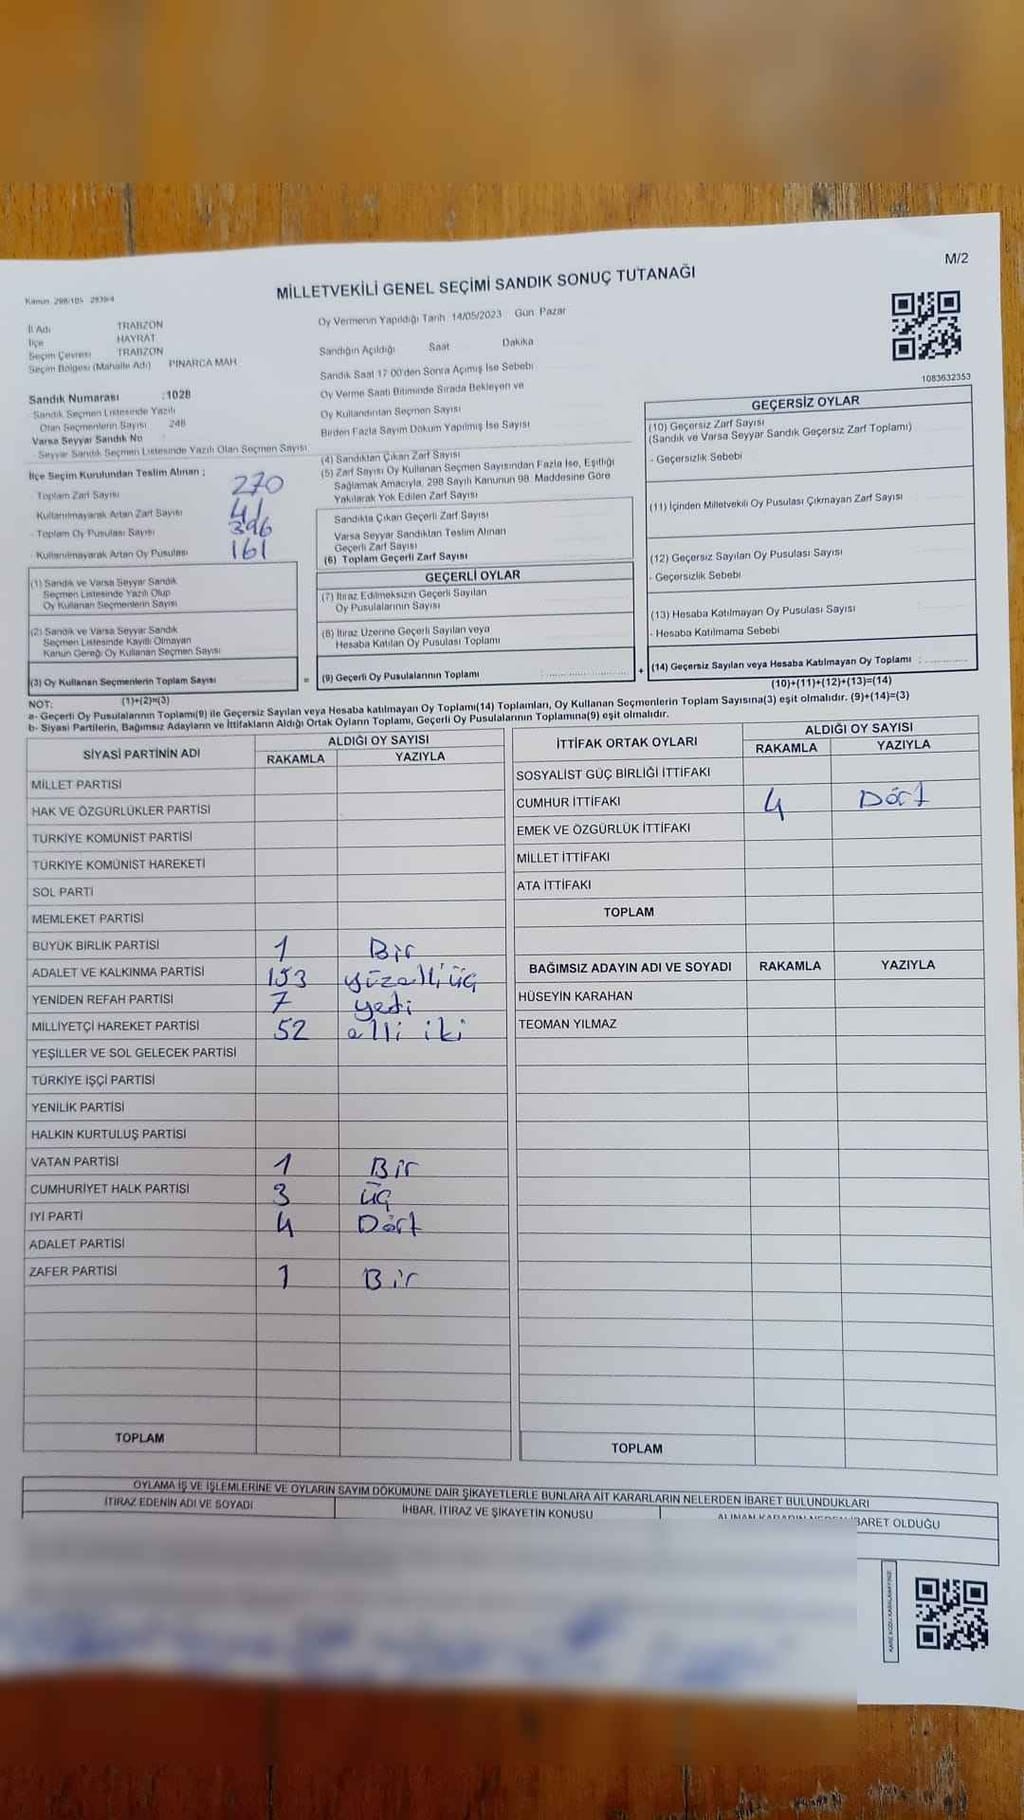 M/2
Kanun 298/105 2839/4
MİLLETVEKİLİ GENEL SEÇİMİ SANDIK SONUÇ TUTANAĞI
İl Adı TRABZON
İlçe HAYRAT
Seçim Çevresi TRABZON
Seçim Bölgesi (Mahalle Adı) PINARCA MAH.
Sandık Numarası : 1028
Sandık Seçmen Listesinde Yazılı
Olan Seçmenlerin Sayısı 248
Varsa Seyyar Sandık No
Seyyar Sandık Seçmen Listesinde Yazılı Olan Seçmen Sayısı
İlçe Seçim Kurulundan Teslim Alınan ;
- Toplam Zarf Sayısı 270
Kullanılmayarak Artan Zarf Sayısı 41
- Toplam Oy Pusulası Sayısı 396
- Kullanılmayarak Artan Oy Pusulası 161
(1) Sandık ve Varsa Seyyar Sandık
Seçmen Listesinde Yazılı Olup
Oy Kullanan Seçmenlerin Sayısı
(2) Sandık ve Varsa Seyyar Sandık
Seçmen Listesinde Kayıtlı Olmayan
Kanun Gereği Oy Kullanan Seçmen Sayısı
(3) Oy Kullanan Seçmenlerin Toplam Sayısı =
(1)+(2)=(3)
Oy Vermenin Yapıldığı Tarih 14/05/2023 Gün Pazar
Sandığın Açıldığı Saat Dakika
Sandık Saat 17:00'den Sonra Açımış İse Sebebi
Oy Verme Saati Bitiminde Sırada Bekleyen ve
Oy Kullandırılan Seçmen Sayısı
Birden Fazla Sayım Döküm Yapılmış İse Sayısı
(4) Sandıktan Çıkan Zarf Sayısı
(5) Zarf Sayısı Oy Kullanan Seçmen Sayısından Fazla İse, Eşitliği
Sağlamak Amacıyla, 298 Sayılı Kanunun 98. Maddesine Göre
Yakılarak Yok Edilen Zarf Sayısı
Sandıkta Çıkan Geçerli Zarf Sayısı
Varsa Seyyar Sandıktan Teslim Alınan
Geçerli Zarf Sayısı
(6) Toplam Geçerli Zarf Sayısı
GEÇERLİ OYLAR
(7) İtiraz Edilmeksizin Geçerli Sayılan
Oy Pusulalarının Sayısı
(8) İtiraz Üzerine Geçerli Sayılan veya
Hesaba Katılan Oy Pusulası Toplamı
(9) Geçerli Oy Pusulalarının Toplamı +
1083632353
GEÇERSİZ OYLAR
(10) Geçersiz Zarf Sayısı
(Sandık ve Varsa Seyyar Sandık Geçersiz Zarf Toplamı)
- Geçersizlik Sebebi
(11) İçinden Milletvekili Oy Pusulası Çıkmayan Zarf Sayısı
(12) Geçersiz Sayılan Oy Pusulası Sayısı
- Geçersizlik Sebebi
(13) Hesaba Katılmayan Oy Pusulası Sayısı
- Hesaba Katılmama Sebebi
(14) Geçersiz Sayılan veya Hesaba Katılmayan Oy Toplamı :
(10)+(11)+(12)+(13)=(14)
NOT:
a- Geçerli Oy Pusulalarının Toplamı(9) ile Geçersiz Sayılan veya Hesaba katılmayan Oy Toplamı(14) Toplamları, Oy Kullanan Seçmenlerin Toplam Sayısına(3) eşit olmalıdır. (9)+(14)=(3)
b- Siyasi Partilerin, Bağımsız Adayların ve İttifakların Aldığı Ortak Oyların Toplamı, Geçerli Oy Pusulalarının Toplamına(9) eşit olmalıdır.
SİYASİ PARTİNİN ADI ALDIĞI OY SAYISI
RAKAMLA YAZIYLA
MİLLET PARTİSİ
HAK VE ÖZGÜRLÜKLER PARTİSİ
TÜRKİYE KOMÜNİST PARTİSİ
TÜRKİYE KOMÜNİST HAREKETİ
SOL PARTİ
MEMLEKET PARTİSİ
BÜYÜK BİRLİK PARTİSİ 1 Bir
ADALET VE KALKINMA PARTİSİ 153 yüzelli üç
YENİDEN REFAH PARTİSİ 7 yedi
MİLLİYETÇİ HAREKET PARTİSİ 52 elli iki
YEŞİLLER VE SOL GELECEK PARTİSİ
TÜRKİYE İŞÇİ PARTİSİ
YENİLİK PARTİSİ
HALKIN KURTULUŞ PARTİSİ
VATAN PARTİSİ 1 Bir
CUMHURİYET HALK PARTİSİ 3 üç
İYİ PARTİ 4 Dört
ADALET PARTİSİ
ZAFER PARTİSİ 1 Bir
TOPLAM
İTTİFAK ORTAK OYLARI ALDIĞI OY SAYISI
RAKAMLA YAZIYLA
SOSYALİST GÜÇ BİRLİĞİ İTTİFAKI
CUMHUR İTTİFAKI 4 Dört
EMEK VE ÖZGÜRLÜK İTTİFAKI
MİLLET İTTİFAKI
ATA İTTİFAKI
TOPLAM
BAĞIMSIZ ADAYIN ADI VE SOYADI RAKAMLA YAZIYLA
HÜSEYİN KARAHAN
TEOMAN YILMAZ
TOPLAM
OYLAMA İŞ VE İŞLEMLERİNE VE OYLARIN SAYIM DÖKÜMÜNE DAİR ŞİKAYETLERLE BUNLARA AİT KARARLARIN NELERDEN İBARET BULUNDUKLARI
İTİRAZ EDENİN ADI VE SOYADI İHBAR, İTİRAZ VE ŞİKAYETİN KONUSU ALINAN KARARIN NEDEN İBARET OLDUĞU